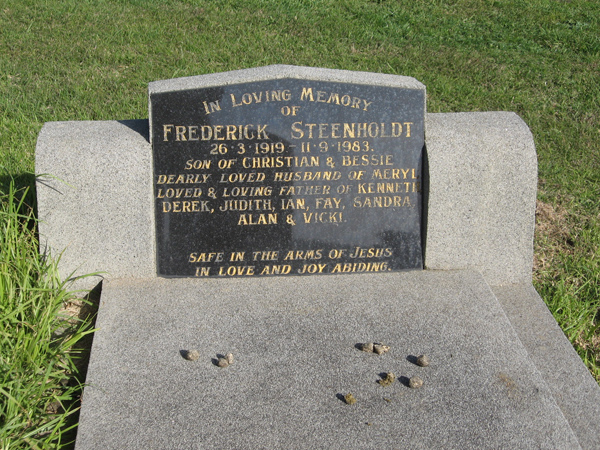 IN LOVING MEMORY
OF
FREDERICK STEENHOLDT
26·3·1919 - 11·9·1983.
SON OF CHRISTIAN & BESSIE
DEARLY LOVED HUSBAND OF MERYL
LOVED & LOVING FATHER OF KENNETH
DEREK, JUDITH, IAN, FAY, SANDRA
ALAN & VICKI.
SAFE IN THE ARMS OF JESUS
IN LOVE AND JOY ABIDING.